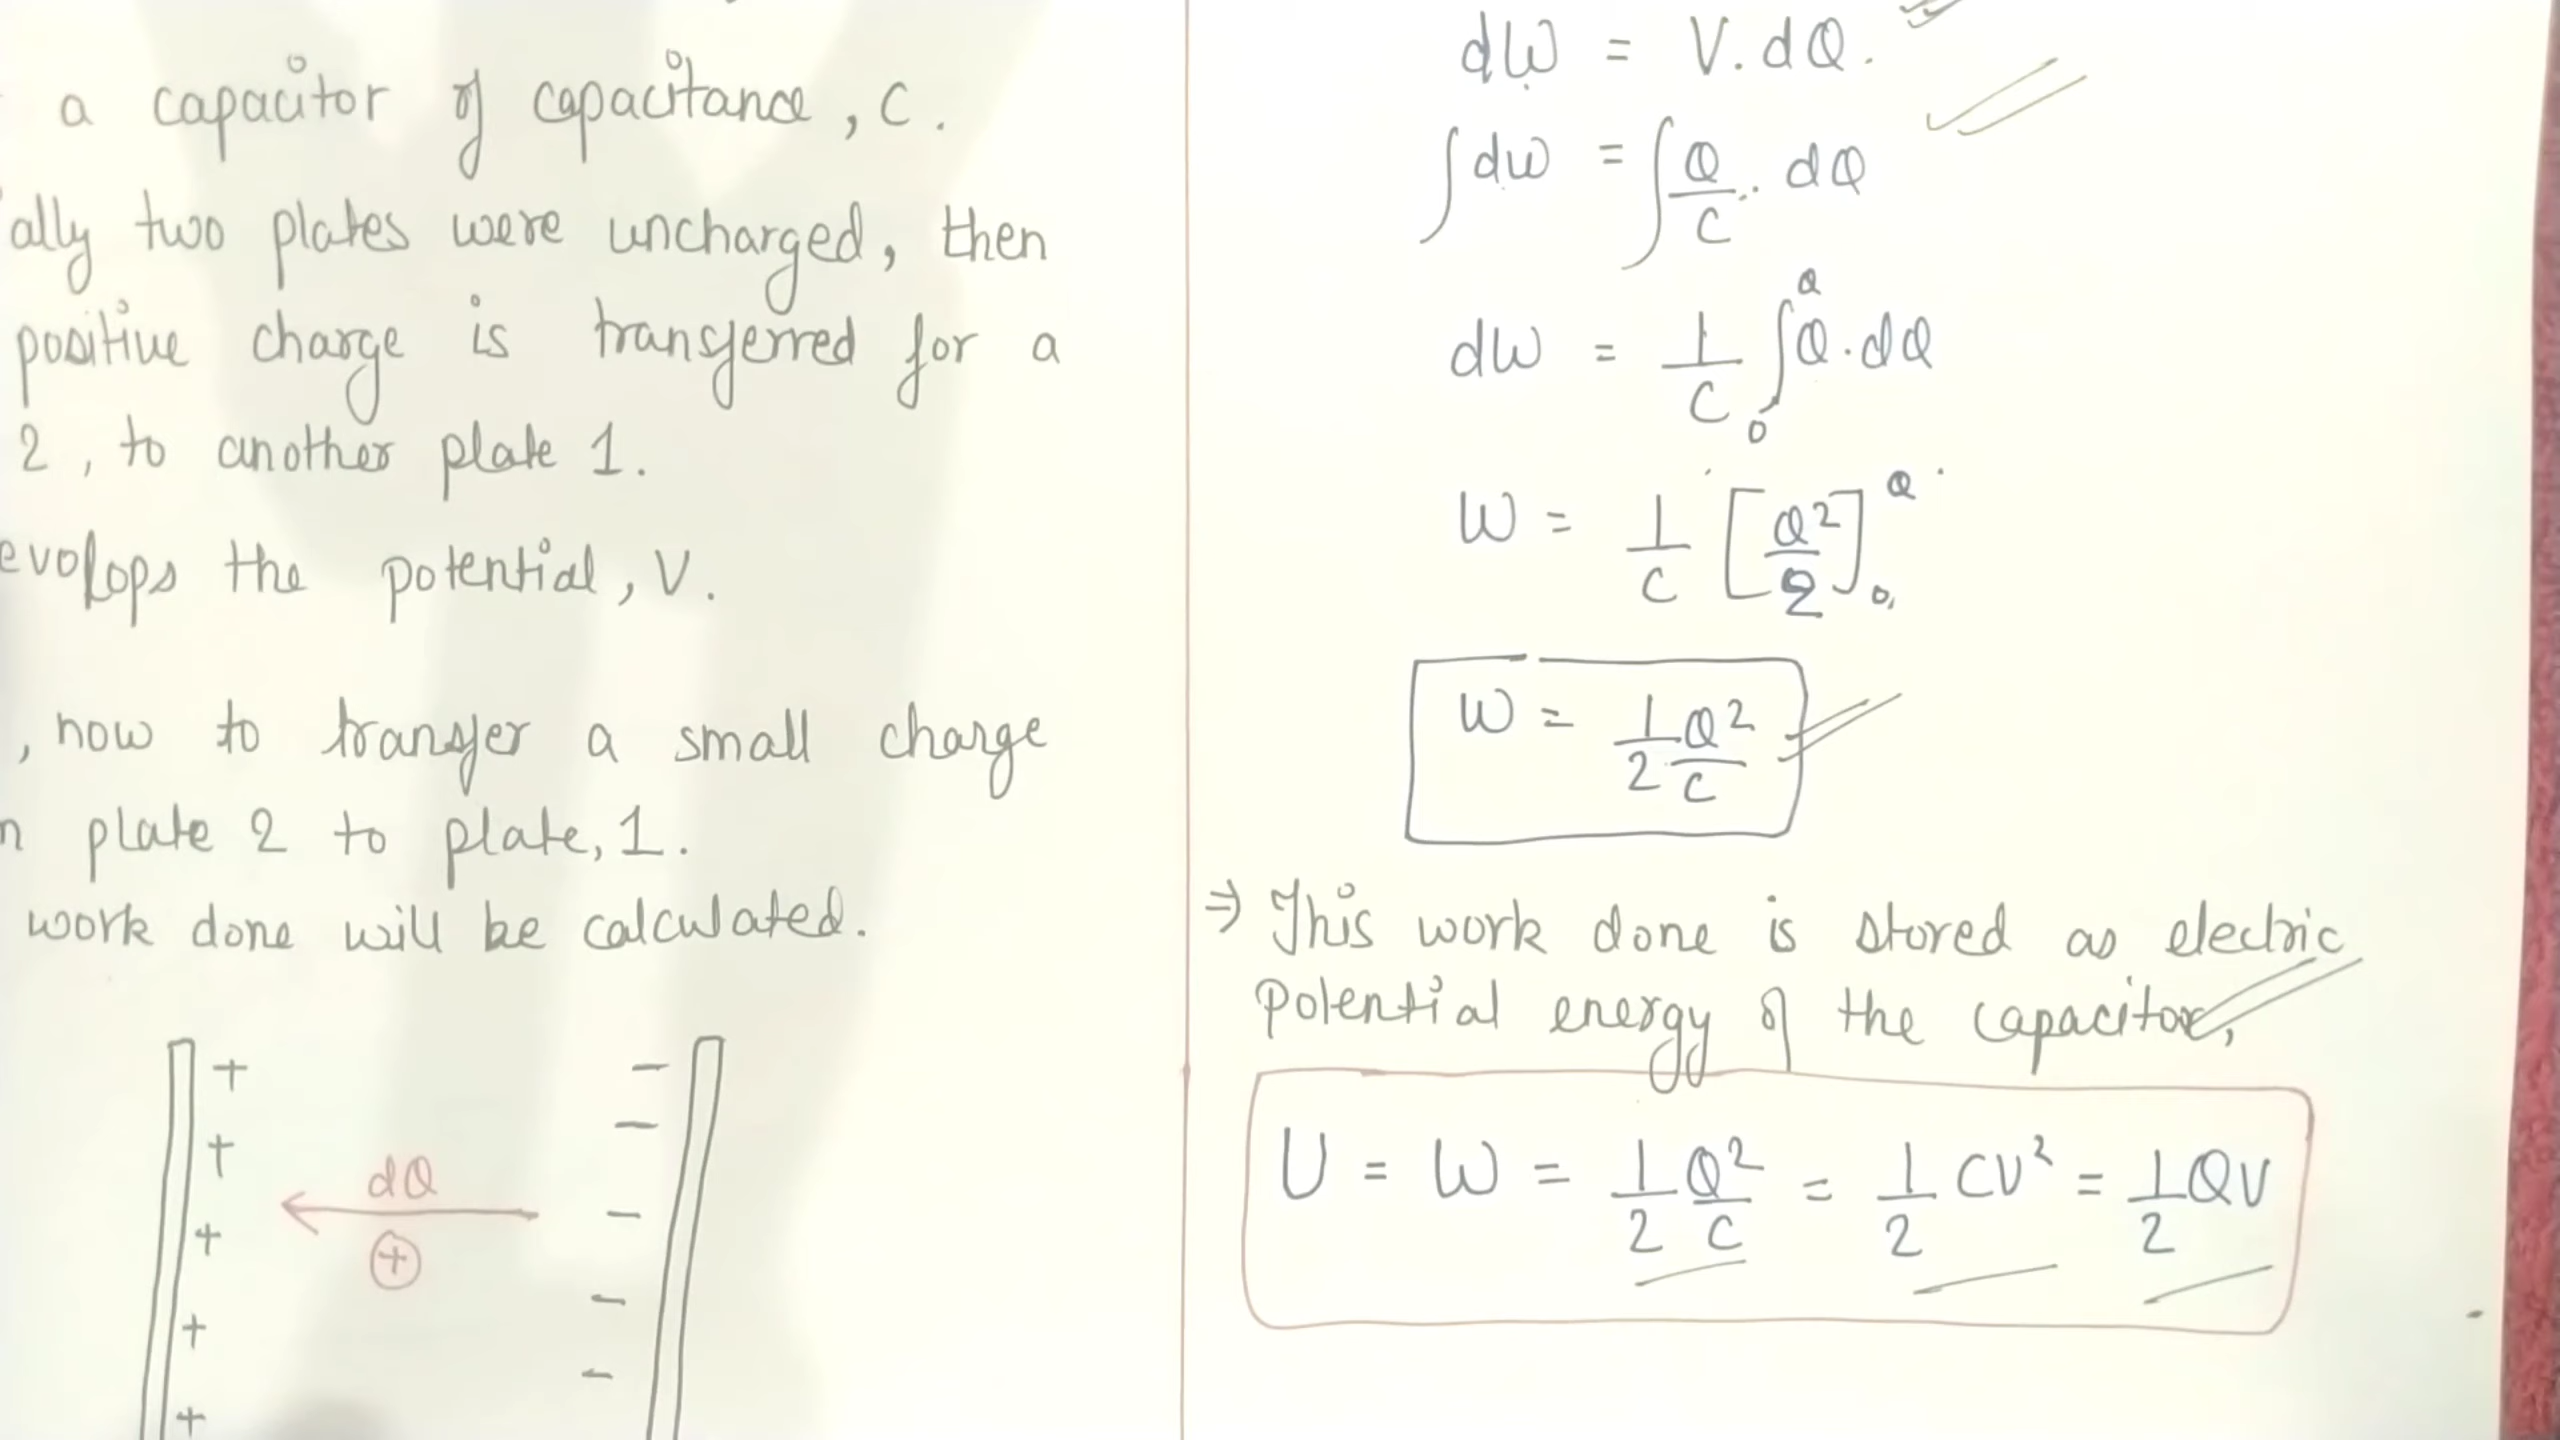 a capacitor of capacitance, C.
ally two plates were uncharged, then
positive charge is transferred for a
2, to another plate 1.
evolops the potential, V.
, now to transfer a small charge
n plate 2 to plate, 1.
work done will be calculated.
+ + + + +
dQ
+
- - - - -
dW = V.dQ.
∫dw = ∫Q/C . dQ
dW = 1/C ₀∫^Q Q.dQ
W = 1/C [Q²/2]₀^Q
W = 1/2 Q²/C
⇒ This work done is stored as electric
Potential energy of the capacitor,
U = W = 1/2 Q²/C = 1/2 CV² = 1/2 QV